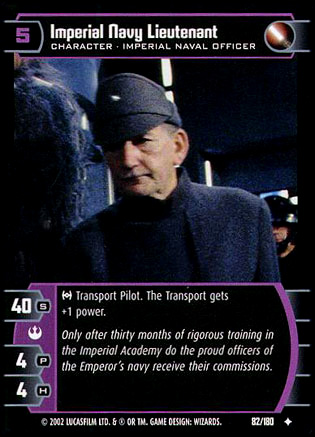 5 Imperial Navy Lieutenant
CHARACTER · IMPERIAL NAVAL OFFICER
40 S
Transport Pilot. The Transport gets
+1 power.
4 P
4 H
Only after thirty months of rigorous training in
the Imperial Academy do the proud officers of
the Emperor's navy receive their commissions.
© 2002 LUCASFILM LTD. & ® OR TM. GAME DESIGN: WIZARDS. 82/180